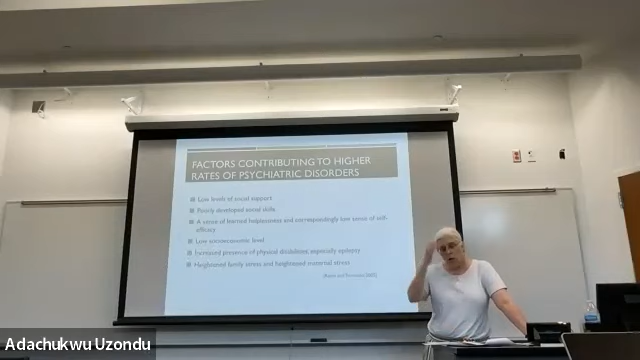 FACTORS CONTRIBUTING TO HIGHER
RATES OF PSYCHIATRIC DISORDERS
Low levels of social support
Poorly developed social skills
A sense of learned helplessness and correspondingly low sense of self-
efficacy
Low socioeconomic level
Increased presence of physical disabilities, especially epilepsy
Heightened family stress and heightened maternal stress
Adachukwu Uzondu